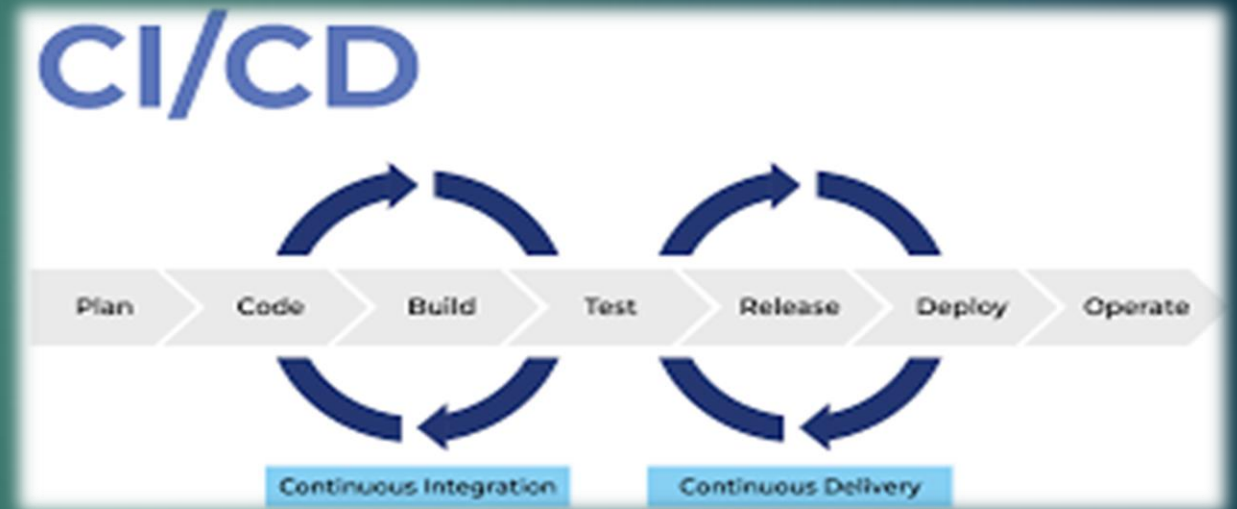 CI/CD
Plan Code Build Test Release Deploy Operate
Continuous Integration Continuous Delivery